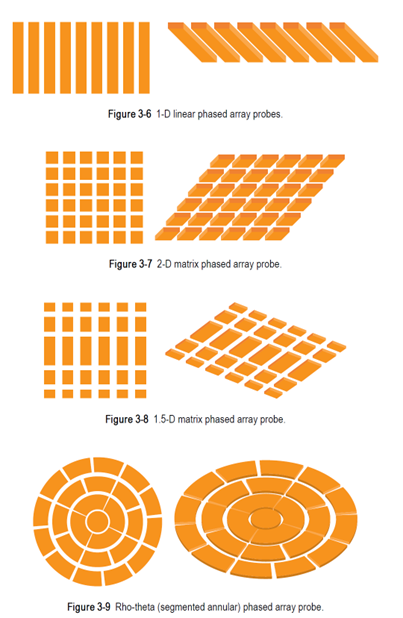 Figure 3-6 1-D linear phased array probes.
Figure 3-7 2-D matrix phased array probe.
Figure 3-8 1.5-D matrix phased array probe.
Figure 3-9 Rho-theta (segmented annular) phased array probe.